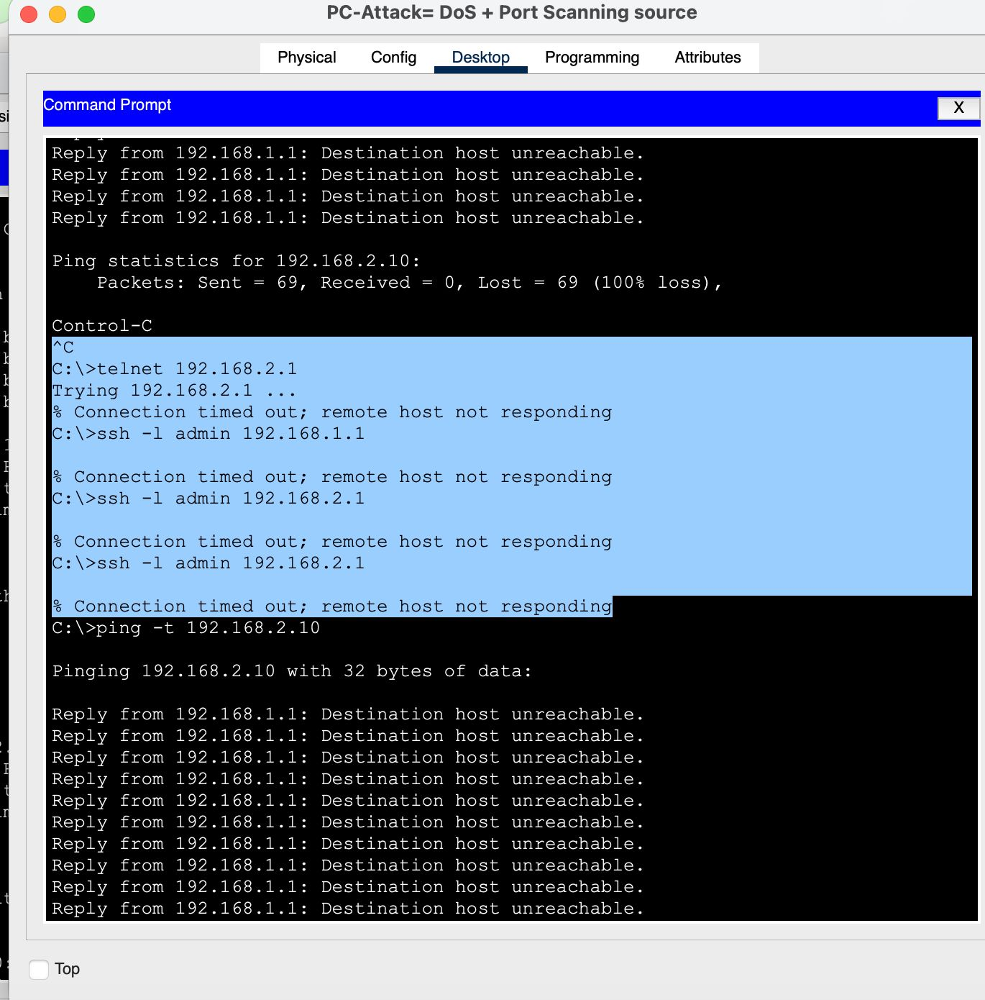 PC-Attack= DoS + Port Scanning source
Physical Config Desktop Programming Attributes
Command Prompt X
Reply from 192.168.1.1: Destination host unreachable.
Reply from 192.168.1.1: Destination host unreachable.
Reply from 192.168.1.1: Destination host unreachable.
Reply from 192.168.1.1: Destination host unreachable.
Ping statistics for 192.168.2.10:
    Packets: Sent = 69, Received = 0, Lost = 69 (100% loss),
Control-C
^C
C:\>telnet 192.168.2.1
Trying 192.168.2.1 ...
% Connection timed out; remote host not responding
C:\>ssh -l admin 192.168.1.1
% Connection timed out; remote host not responding
C:\>ssh -l admin 192.168.2.1
% Connection timed out; remote host not responding
C:\>ssh -l admin 192.168.2.1
% Connection timed out; remote host not responding
C:\>ping -t 192.168.2.10
Pinging 192.168.2.10 with 32 bytes of data:
Reply from 192.168.1.1: Destination host unreachable.
Reply from 192.168.1.1: Destination host unreachable.
Reply from 192.168.1.1: Destination host unreachable.
Reply from 192.168.1.1: Destination host unreachable.
Reply from 192.168.1.1: Destination host unreachable.
Reply from 192.168.1.1: Destination host unreachable.
Reply from 192.168.1.1: Destination host unreachable.
Reply from 192.168.1.1: Destination host unreachable.
Reply from 192.168.1.1: Destination host unreachable.
Reply from 192.168.1.1: Destination host unreachable.
Top